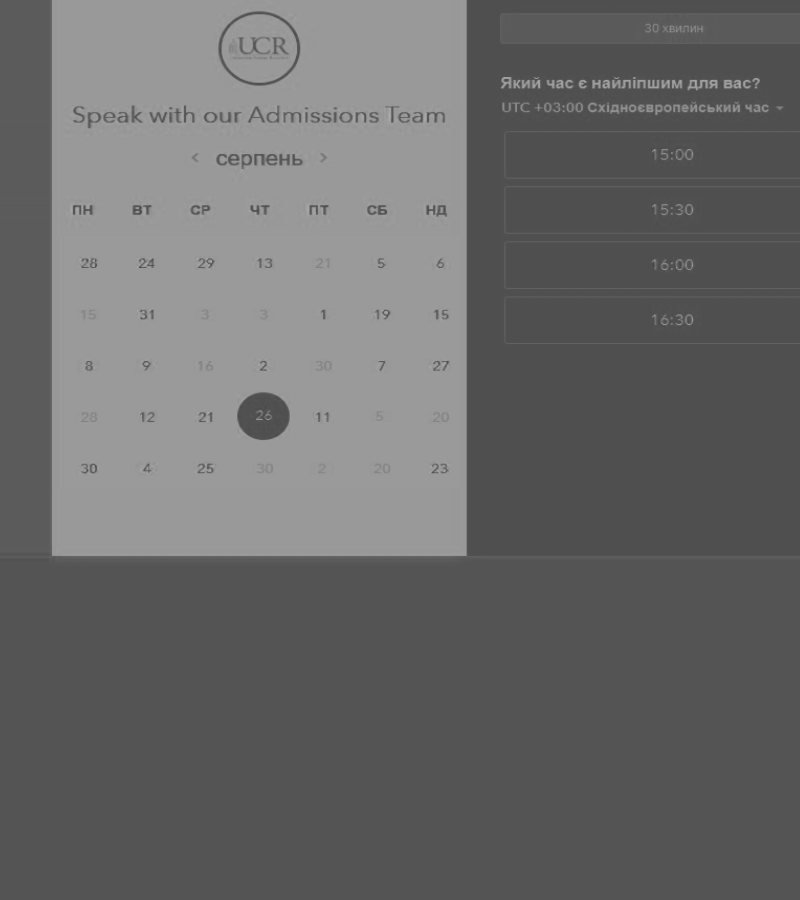 UCR
Speak with our Admissions Team
< серпень >
ПН ВТ СР ЧТ ПТ СБ НД
28 24 29 13 21 5 6
15 31 3 3 1 19 15
8 9 16 2 30 7 27
28 12 21 26 11 5 20
30 4 25 30 2 20 23
30 хвилин
Який час є найліпшим для вас?
UTC +03:00 Східноєвропейський час
15:00
15:30
16:00
16:30